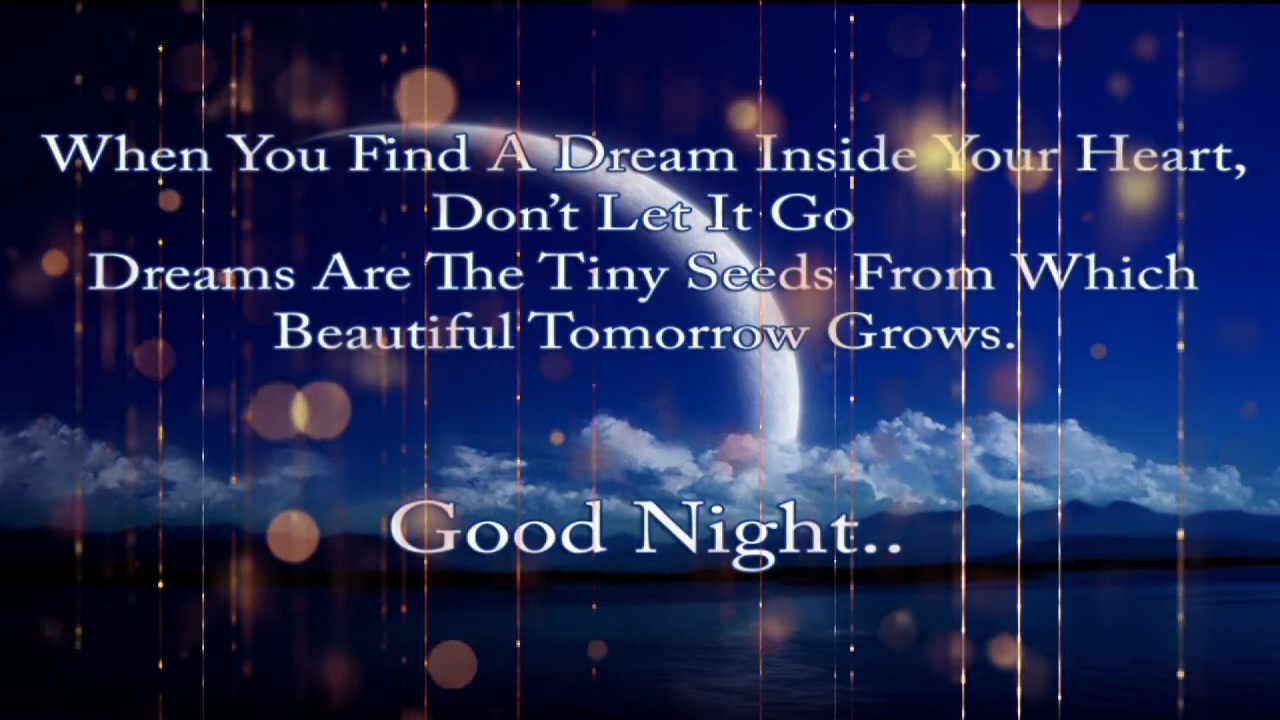 When You Find A Dream Inside Your Heart,
Don't Let It Go
Dreams Are The Tiny Seeds From Which
Beautiful Tomorrow Grows.
Good Night..